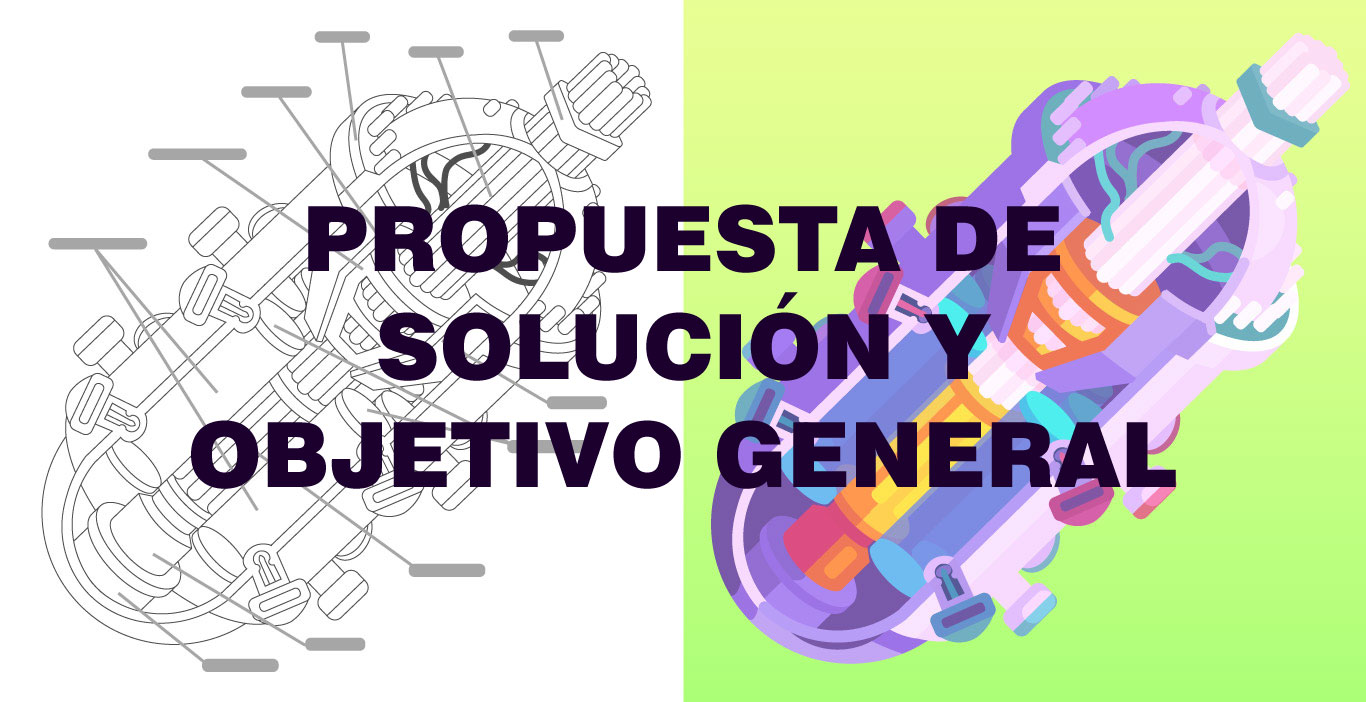 PROPUESTA DE
SOLUCIÓN Y
OBJETIVO GENERAL